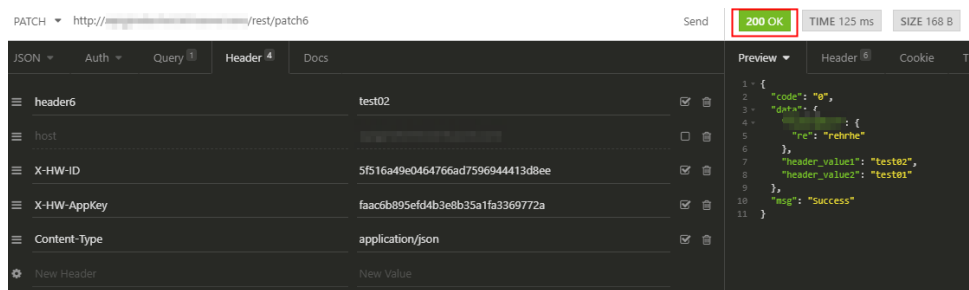 PATCH http:// /rest/patch6 Send 200 OK TIME 125 ms SIZE 168 B
JSON Auth Query 1 Header 4 Docs Preview Header 6 Cookie T
header6 test02
host
X-HW-ID 5f516a49e0464766ad7596944413d8ee
X-HW-AppKey faac6b895efd4b3e8b35a1fa3369772a
Content-Type application/json
New Header New Value
1 {
2 "code": "0",
3 "data": {
4 : {
5 "re": "rehrhe"
6 },
7 "header_value1": "test02",
8 "header_value2": "test01"
9 },
10 "msg": "Success"
11 }